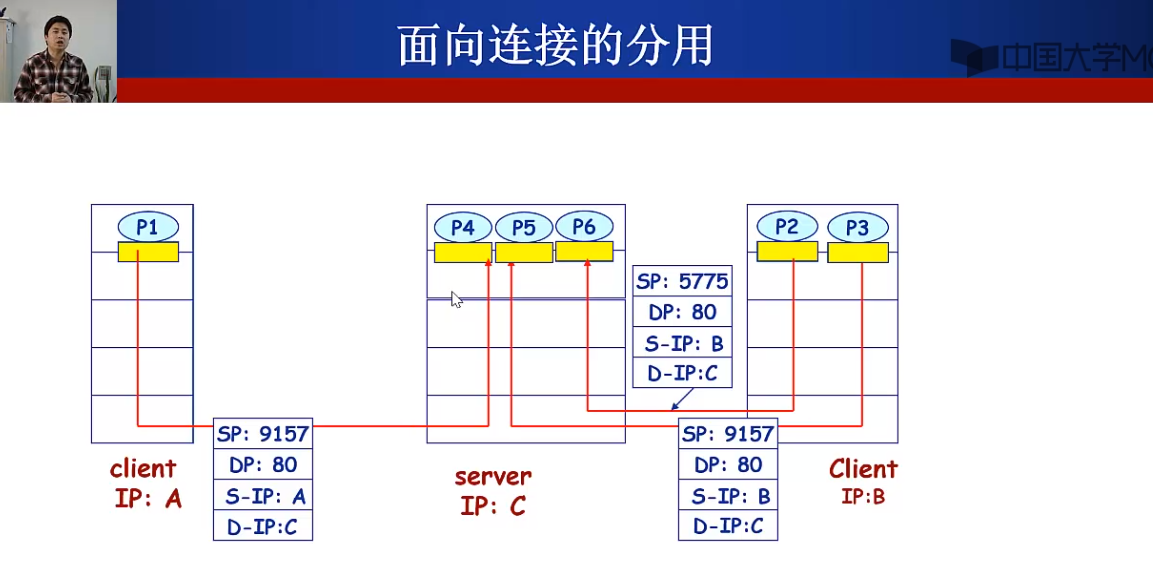 面向连接的分用
中国大学M
P1
P4
P5
P6
P2
P3
SP: 5775
DP: 80
S-IP: B
D-IP:C
SP: 9157
DP: 80
S-IP: A
D-IP:C
SP: 9157
DP: 80
S-IP: B
D-IP:C
client
IP: A
server
IP: C
Client
IP:B